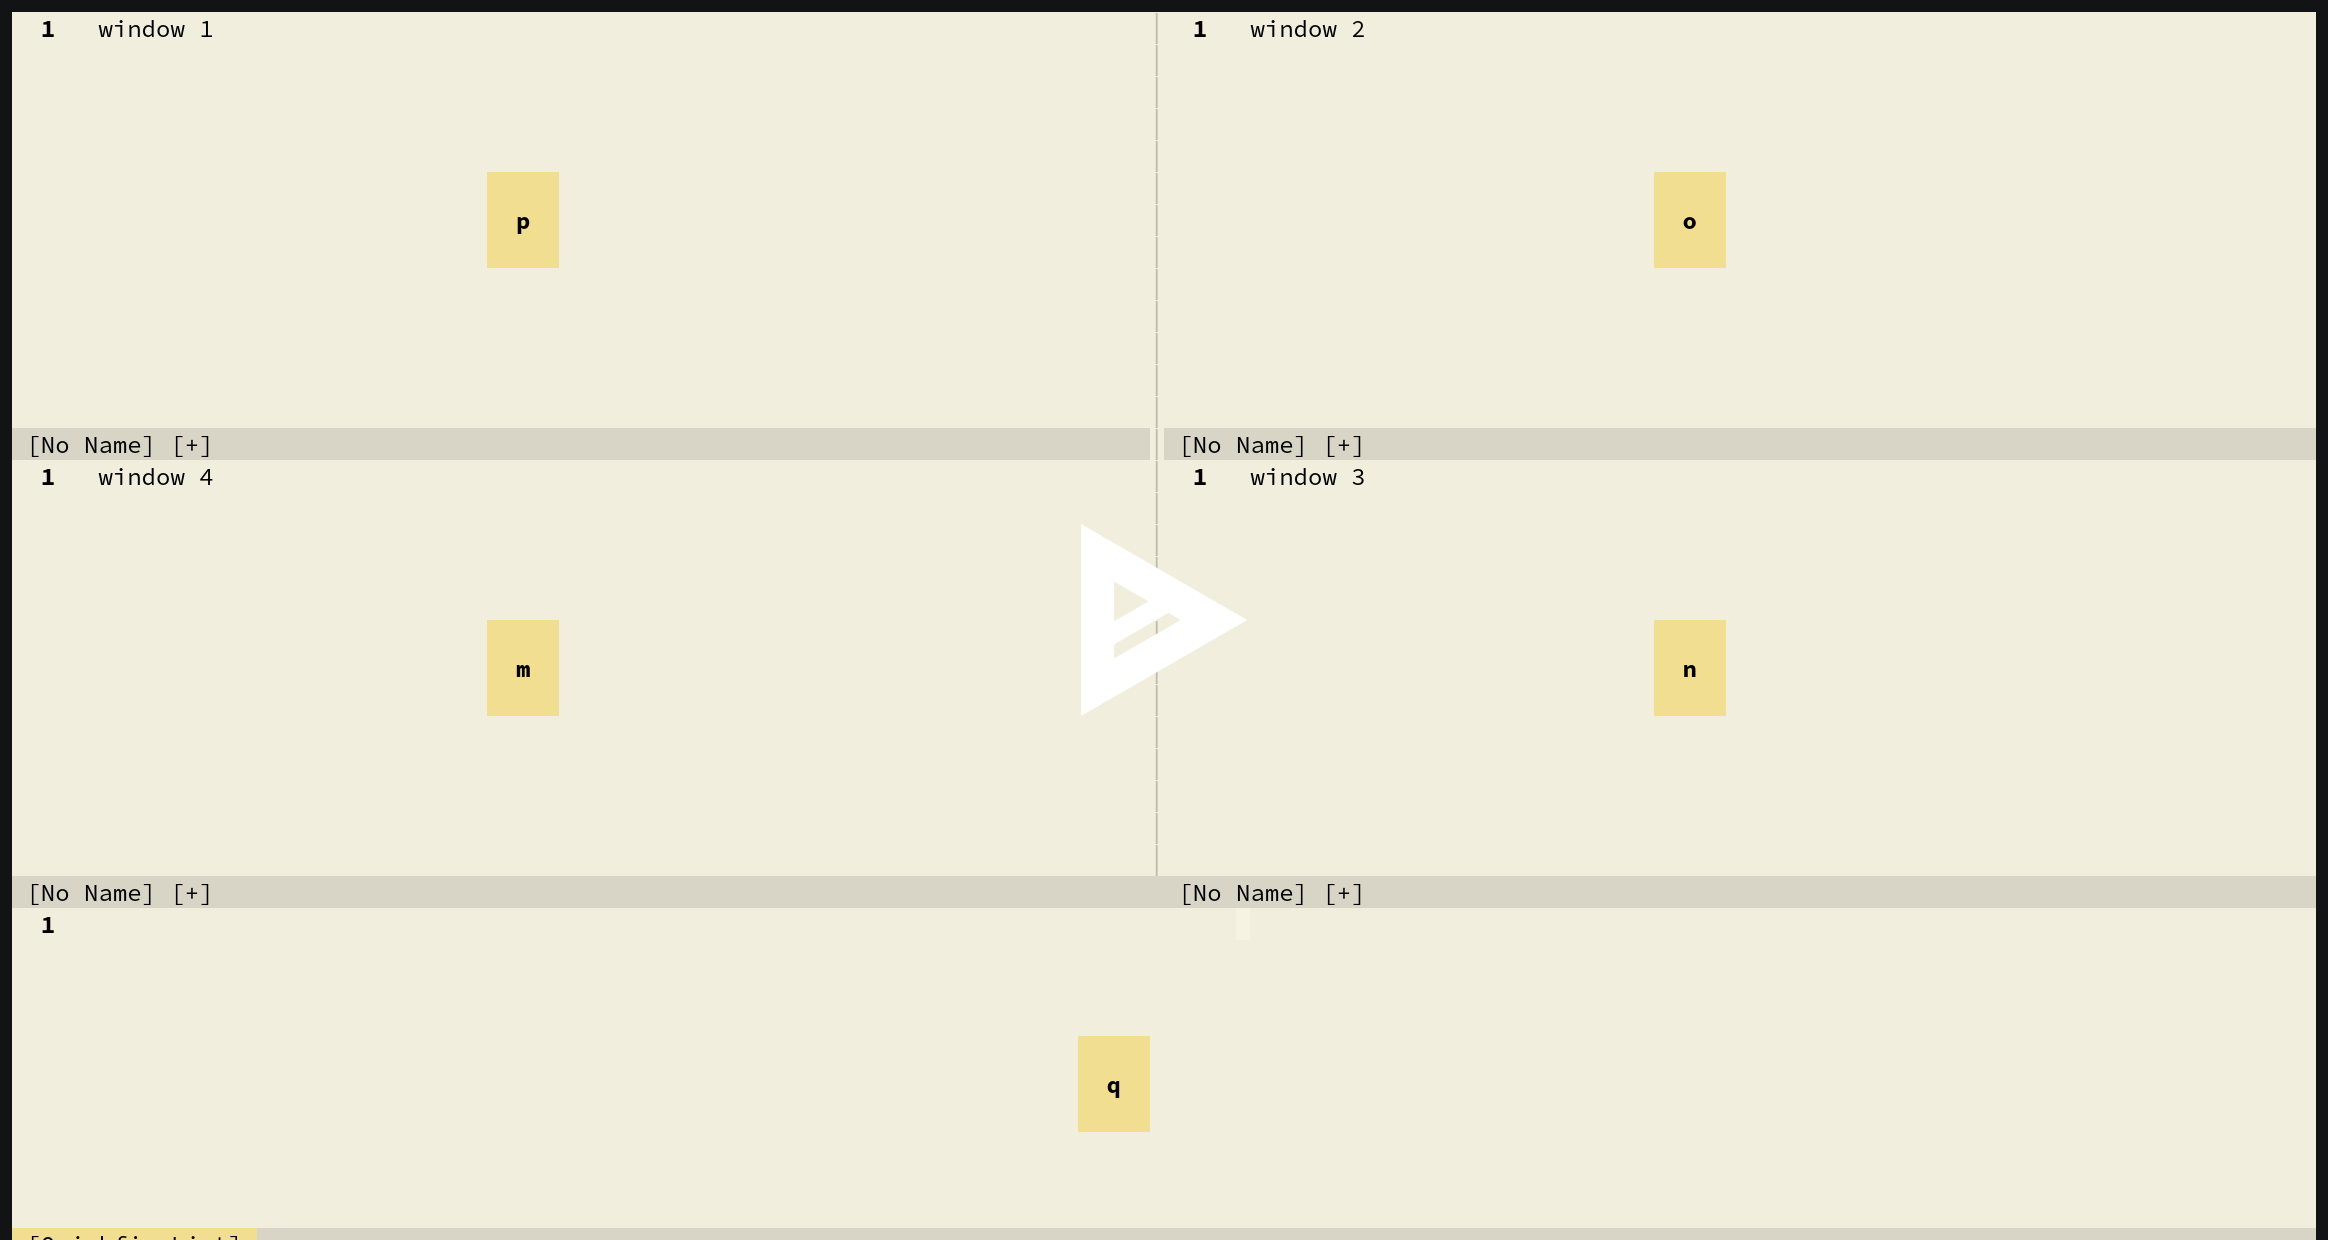 1 window 1
1 window 2
p
o
[No Name] [+]
[No Name] [+]
1 window 4
1 window 3
m
n
[No Name] [+]
[No Name] [+]
1
q